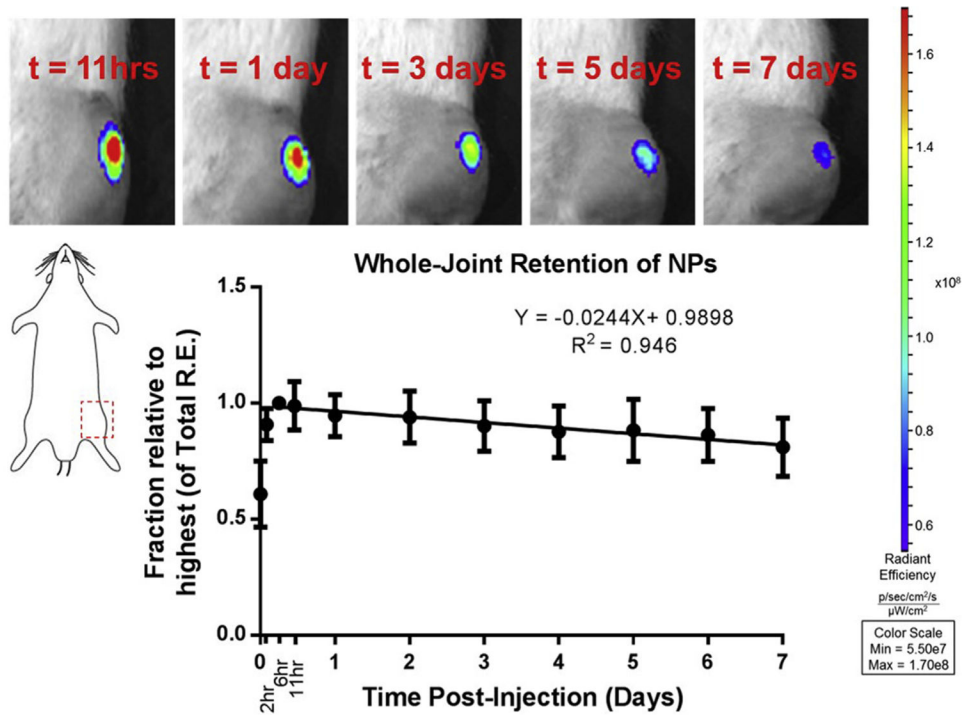 t = 11hrs
t = 1 day
t = 3 days
t = 5 days
t = 7 days
1.6
1.4
1.2
x10⁸
1.0
0.8
0.6
Radiant
Efficiency
p/sec/cm²/s
µW/cm²
Color Scale
Min = 5.50e7
Max = 1.70e8
Whole-Joint Retention of NPs
Y = -0.0244X+ 0.9898
R² = 0.946
Fraction relative to
highest (of Total R.E.)
1.5
1.0
0.5
0.0
0 2hr 6hr 11hr 1 2 3 4 5 6 7
Time Post-Injection (Days)